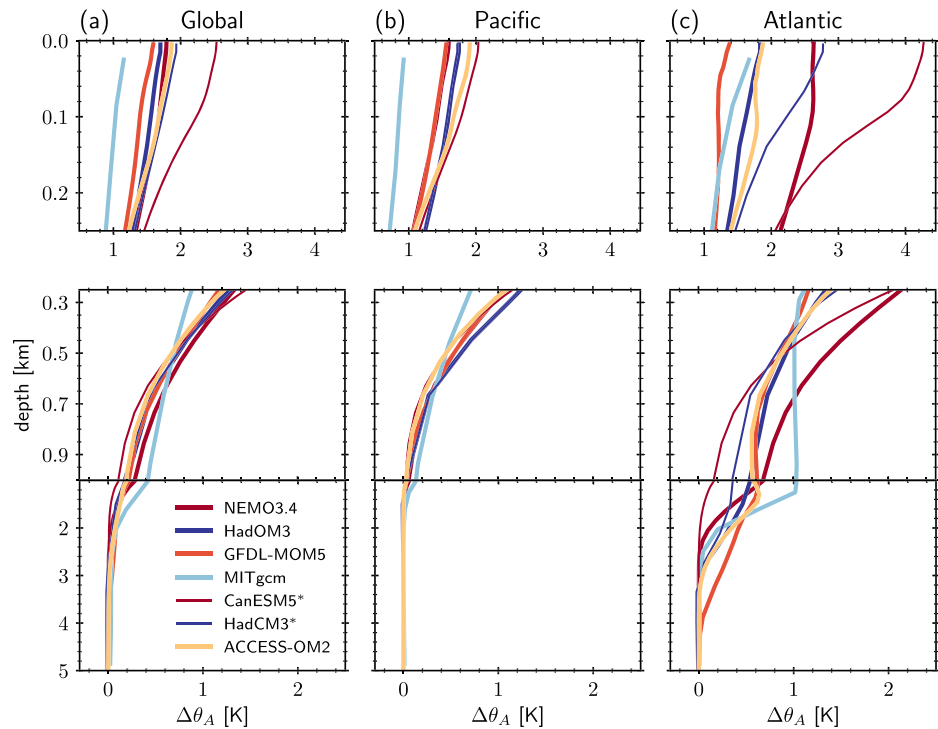 (a) Global (b) Pacific (c) Atlantic
0.0
0.1
0.2
1 2 3 4 1 2 3 4 1 2 3 4
0.3
0.5
0.7
0.9
depth [km]
2
3
4
5
NEMO3.4
HadOM3
GFDL-MOM5
MITgcm
CanESM5*
HadCM3*
ACCESS-OM2
0 1 2 0 1 2 0 1 2
Δθ_A [K] Δθ_A [K] Δθ_A [K]